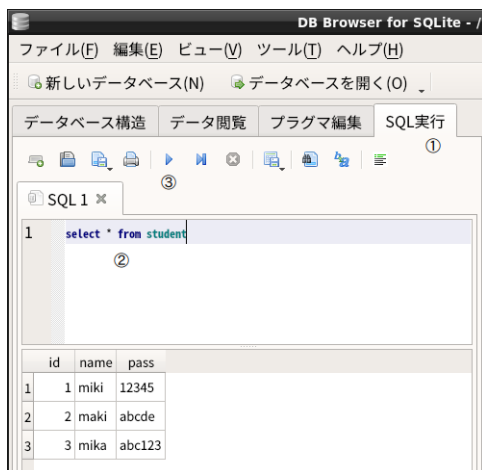 DB Browser for SQLite - /
ファイル(F) 編集(E) ビュー(V) ツール(T) ヘルプ(H)
新しいデータベース(N) データベースを開く(O)
データベース構造 データ閲覧 プラグマ編集 SQL実行
①
③
SQL 1
1 select * from student
②
id name pass
1 1 miki 12345
2 2 maki abcde
3 3 mika abc123